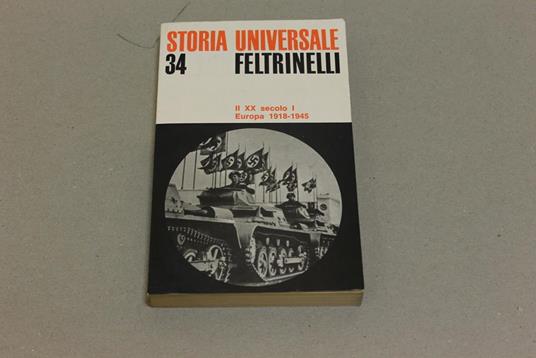 STORIA UNIVERSALE
34 FELTRINELLI
Il XX secolo I
Europa 1918-1945